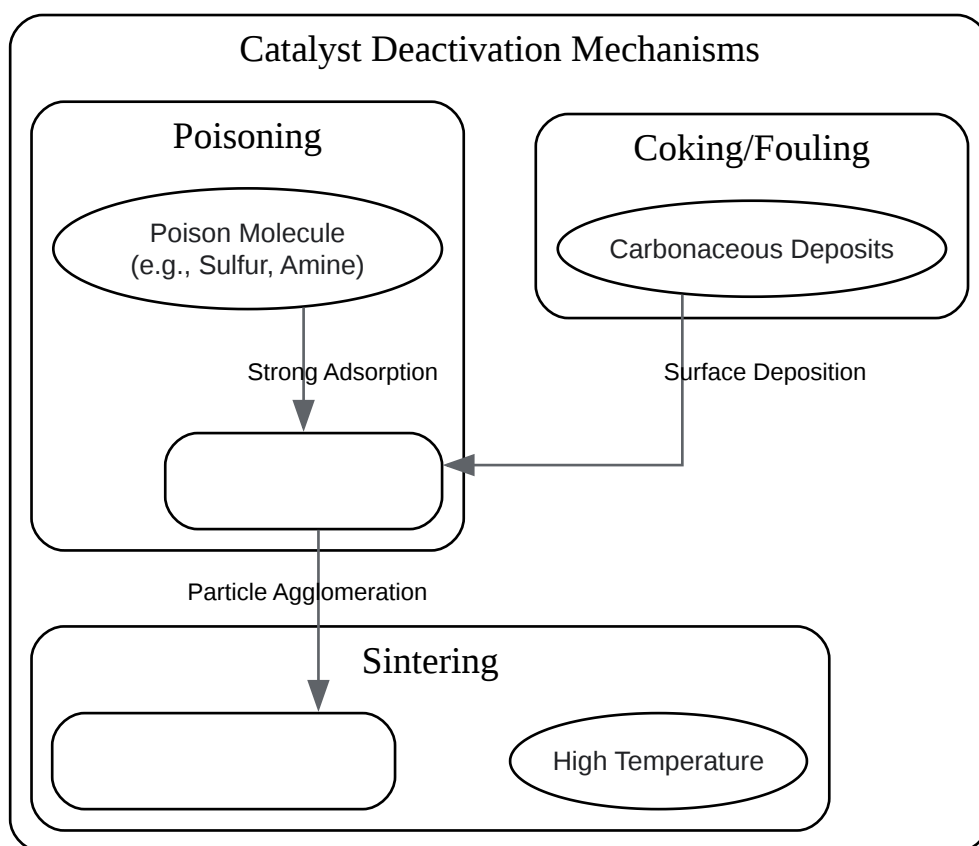 Catalyst Deactivation Mechanisms
Poisoning
Coking/Fouling
Poison Molecule
(e.g., Sulfur, Amine)
Carbonaceous Deposits
Strong Adsorption
Surface Deposition
Particle Agglomeration
Sintering
High Temperature